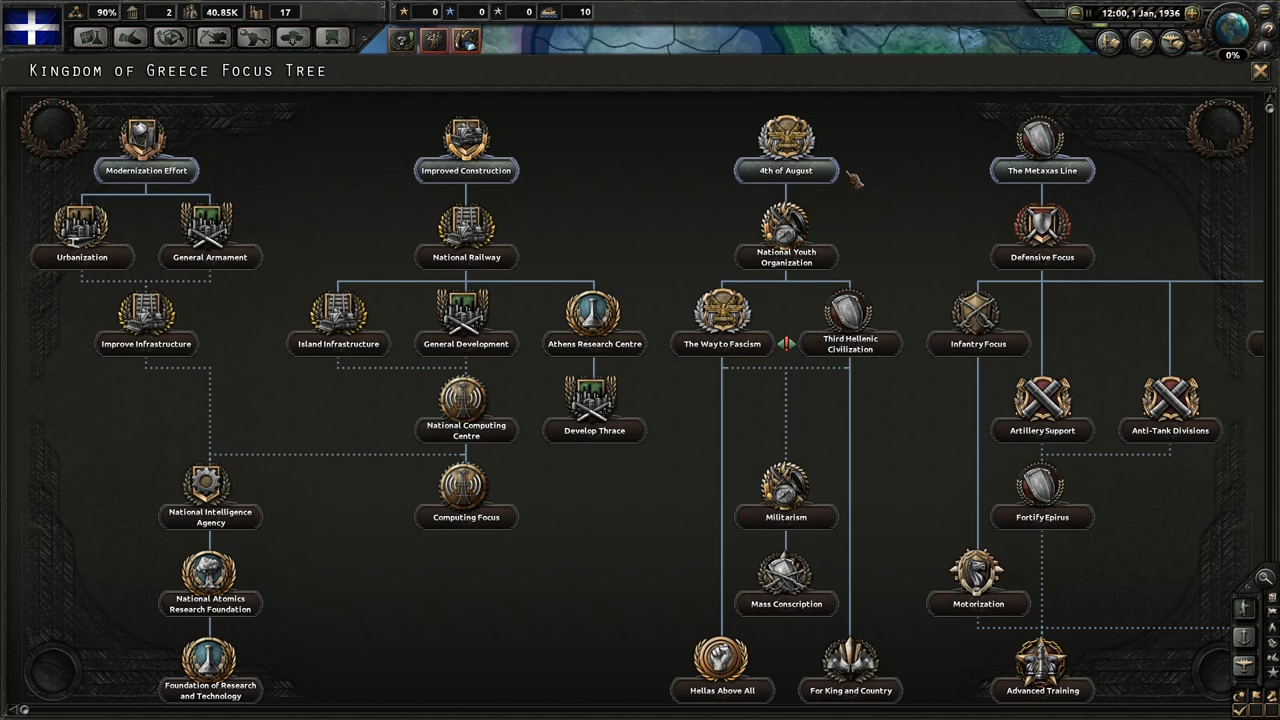 90%
2
40.85K
17
0
0
0
10
12:00, 1 Jan, 1936
0%
Kingdom of Greece Focus Tree
Modernization Effort
Improved Construction
4th of August
The Metaxas Line
Urbanization
General Armament
National Railway
National Youth
Organization
Defensive Focus
Improve Infrastructure
Island Infrastructure
General Development
Athens Research Centre
The Way to Fascism
Third Hellenic
Civilization
Infantry Focus
National Computing
Centre
Develop Thrace
Artillery Support
Anti-Tank Divisions
National Intelligence
Agency
Computing Focus
Militarism
Fortify Epirus
National Atomics
Research Foundation
Mass Conscription
Motorization
Foundation of Research
and Technology
Hellas Above All
For King and Country
Advanced Training